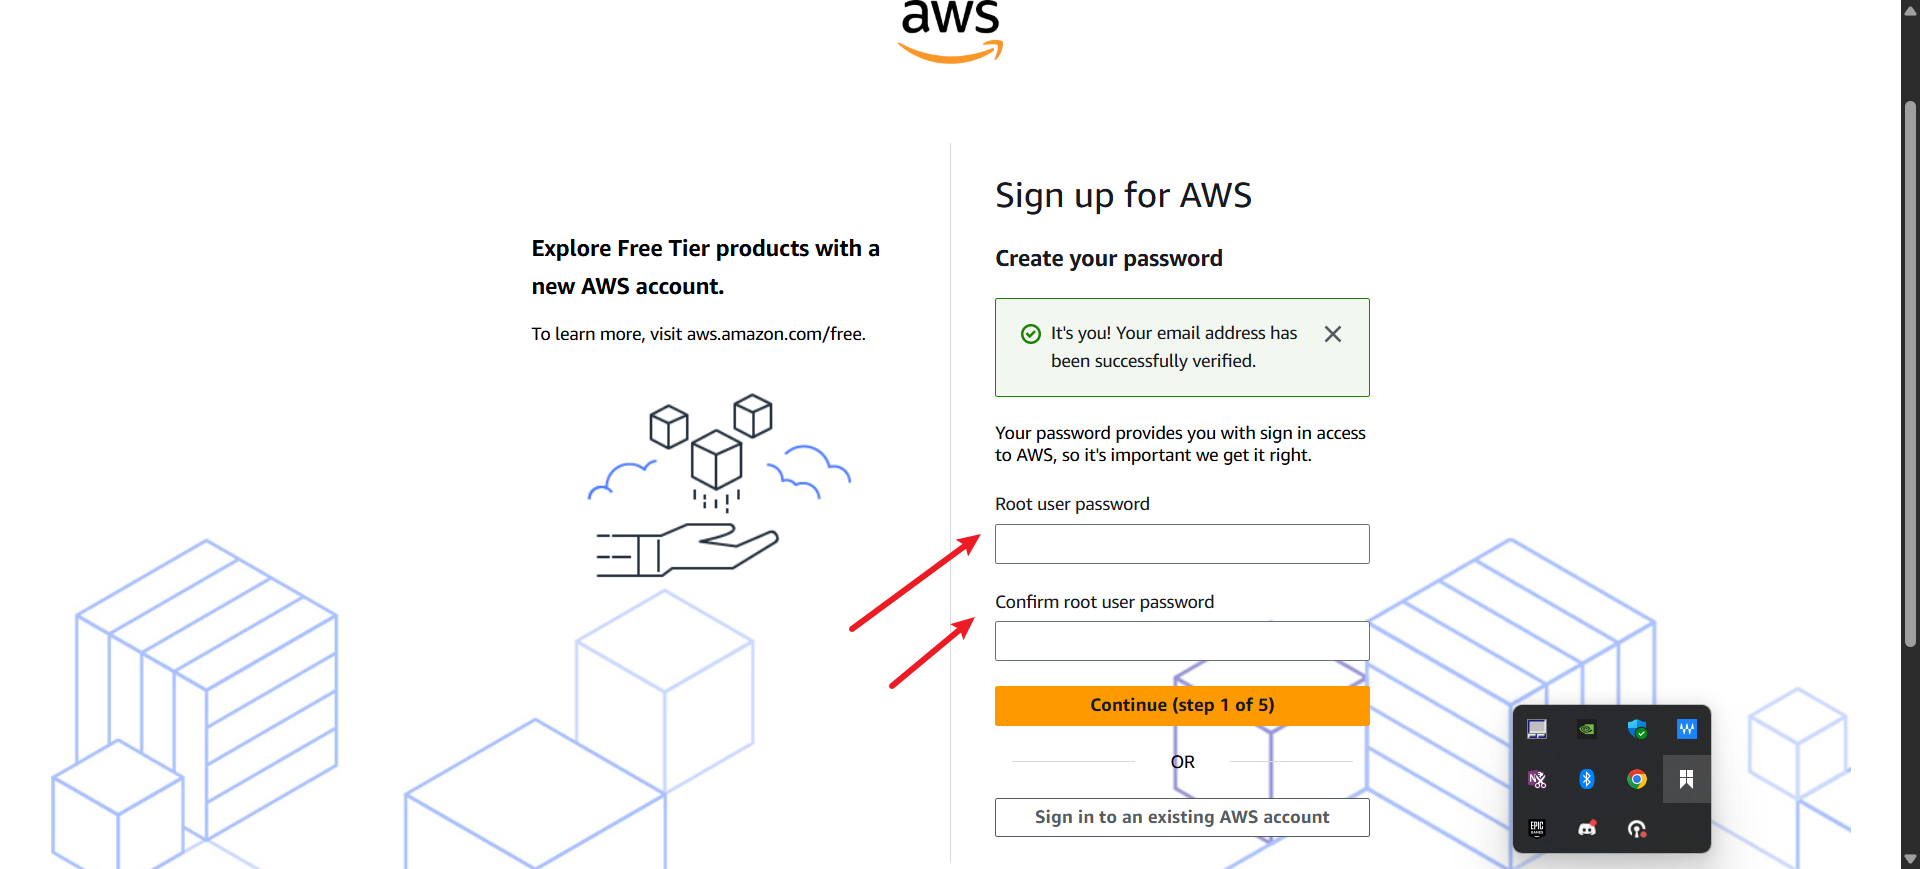 aws
Explore Free Tier products with a
new AWS account.
To learn more, visit aws.amazon.com/free.
Sign up for AWS
Create your password
It's you! Your email address has
been successfully verified.
Your password provides you with sign in access
to AWS, so it's important we get it right.
Root user password
Confirm root user password
Continue (step 1 of 5)
OR
Sign in to an existing AWS account
N
EPIC
GAMES